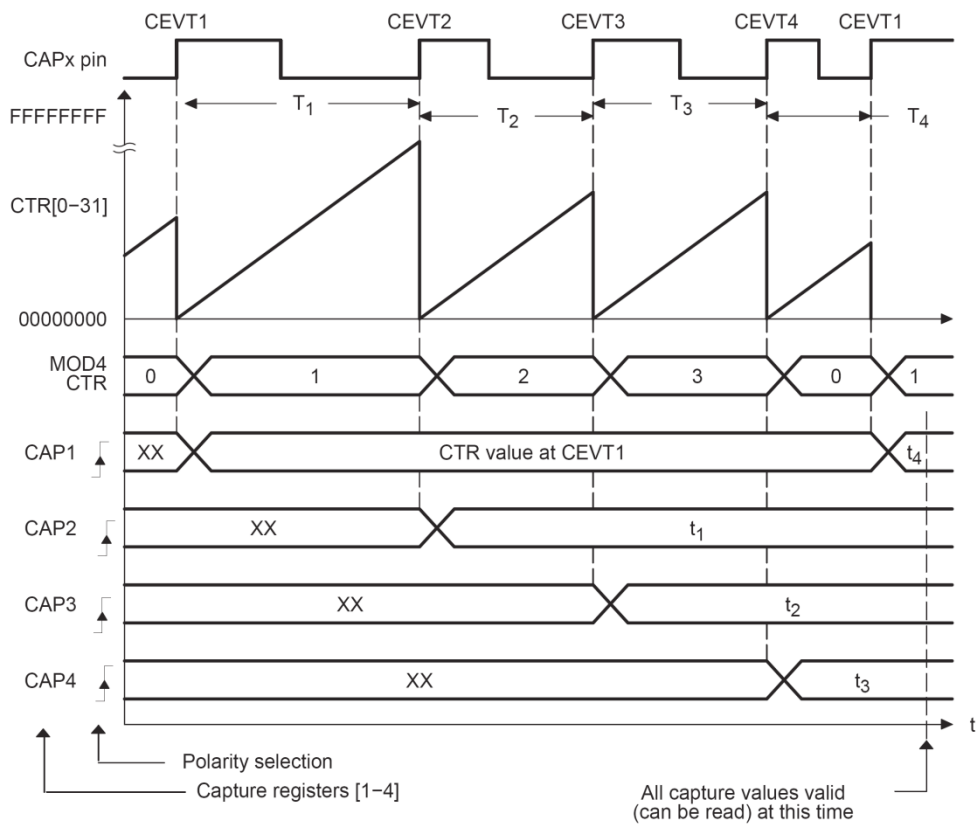 CEVT1 CEVT2 CEVT3 CEVT4 CEVT1
CAPx pin
T1
FFFFFFFF
T2
T3
T4
CTR[0−31]
00000000
MOD4
CTR
0 1 2 3 0 1
CAP1 XX CTR value at CEVT1 t4
CAP2 XX t1
CAP3 XX t2
CAP4 XX t3
t
Polarity selection
Capture registers [1−4]
All capture values valid
(can be read) at this time